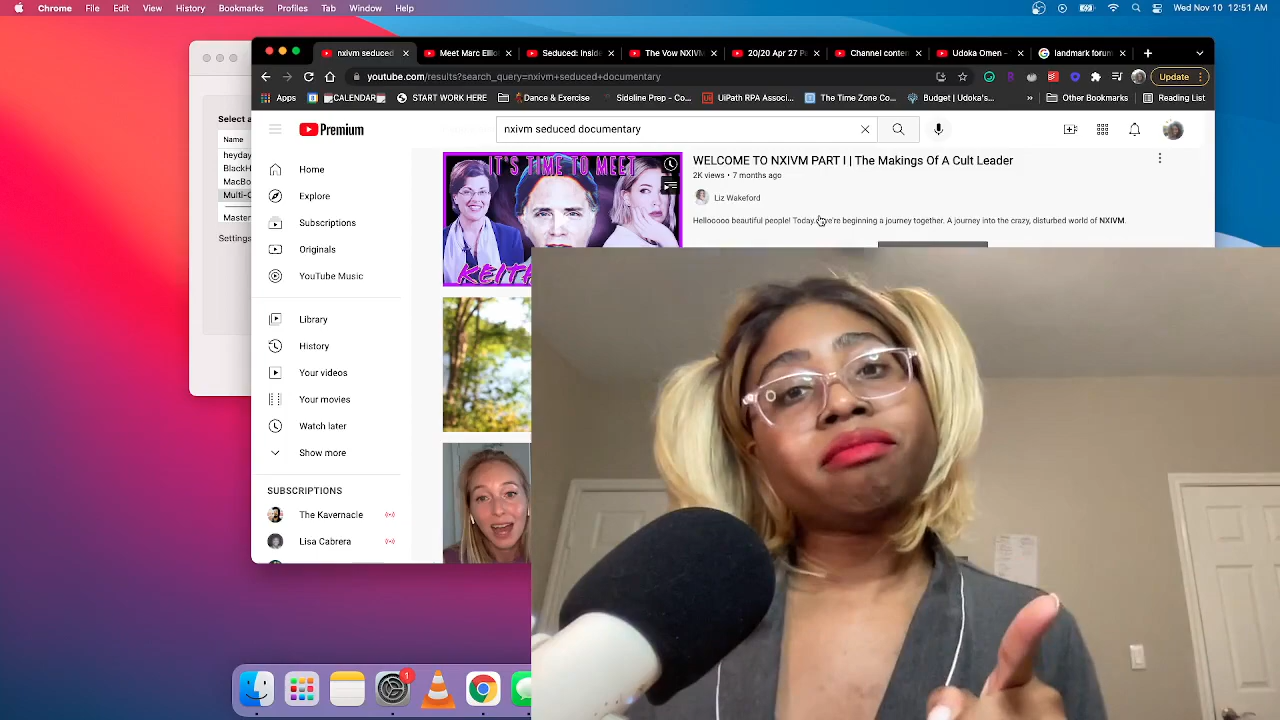 Chrome File Edit View History Bookmarks Profiles Tab Window Help
Wed Nov 10 12:51 AM
nxivm seduced
Meet Marc Elliot
Seduced: Inside
The Vow NXIVM
20/20 Apr 27 P
Channel conten
Udoka Omen -
landmark forum
youtube.com/results?search_query=nxivm+seduced+documentary
Update
Apps
CALENDAR
START WORK HERE
Dance & Exercise
Sideline Prep - Co...
UiPath RPA Associ...
The Time Zone Co...
Budget | Udoka's...
Other Bookmarks
Reading List
Premium
nxivm seduced documentary
Home
Explore
Subscriptions
Originals
YouTube Music
Library
History
Your videos
Your movies
Watch later
Show more
SUBSCRIPTIONS
The Kavernacle
Lisa Cabrera
IT'S TIME TO MEET
KEITH
WELCOME TO NXIVM PART I | The Makings Of A Cult Leader
2K views • 7 months ago
Liz Wakeford
Hellooooo beautiful people! Today we're beginning a journey together. A journey into the crazy, disturbed world of NXIVM.
Select a
Name
heyday
BlackH
MacBo
Multi-O
Master
Settings
1